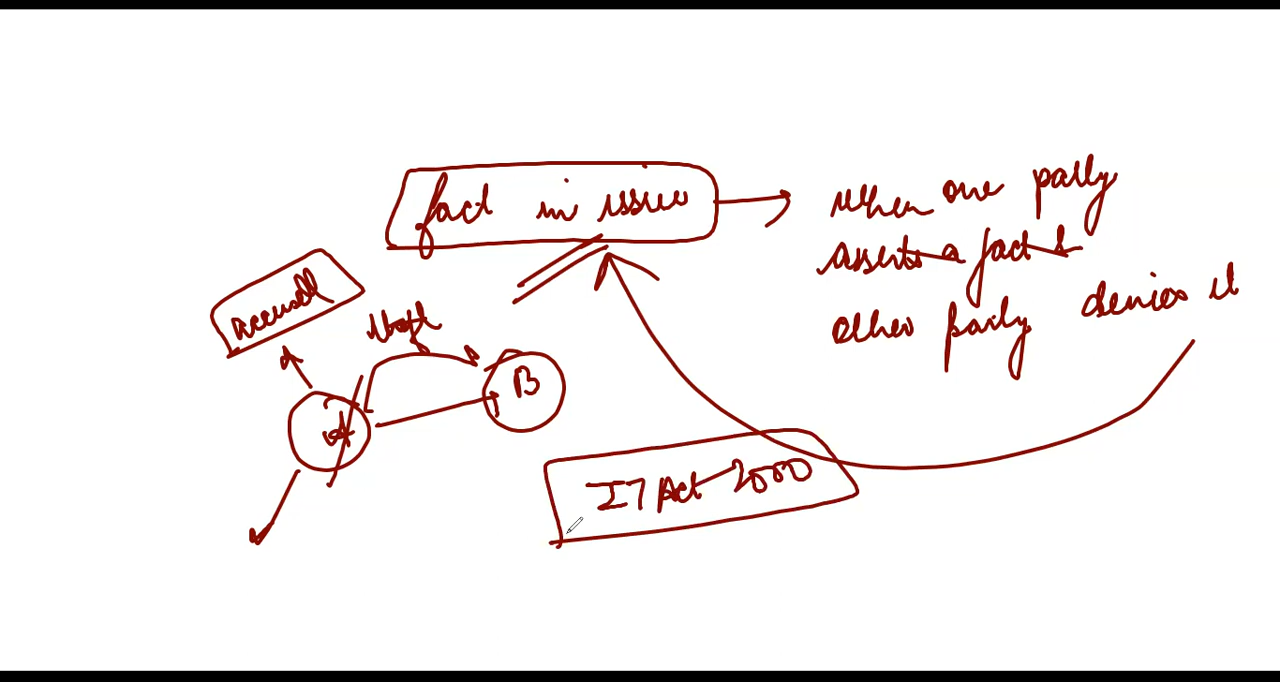 fact in issue
when one party
asserts a fact &
other party denies it
Accused
theft
A
B
IT Act 2000